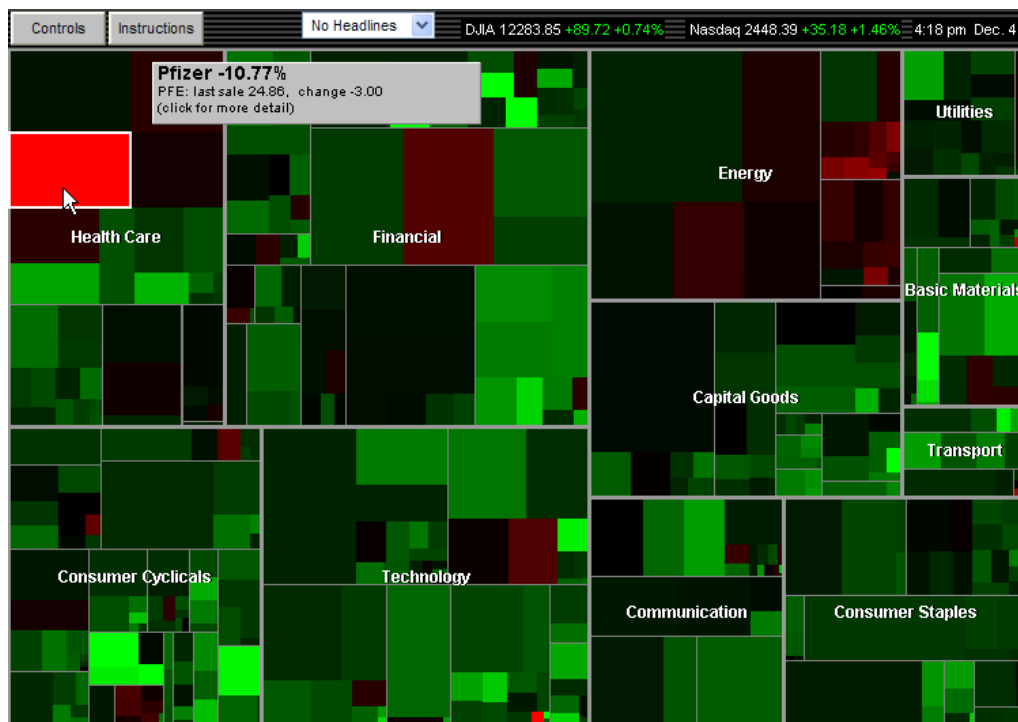 Controls Instructions No Headlines DJIA 12283.85 +89.72 +0.74% Nasdaq 2448.39 +35.18 +1.46% 4:18 pm Dec. 4
Pfizer -10.77%
PFE: last sale 24.86, change -3.00
(click for more detail)
Utilities
Energy
Health Care
Financial
Basic Materials
Capital Goods
Transport
Consumer Cyclicals
Technology
Communication
Consumer Staples